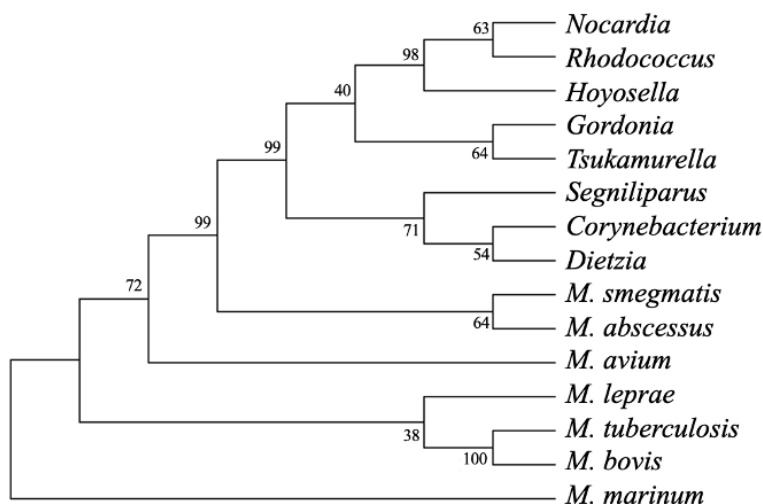 63 Nocardia
98 Rhodococcus
40 Hoyosella
Gordonia
99 64 Tsukamurella
Segniliparus
99 71 Corynebacterium
54 Dietzia
72 M. smegmatis
64 M. abscessus
M. avium
M. leprae
38 M. tuberculosis
100 M. bovis
M. marinum